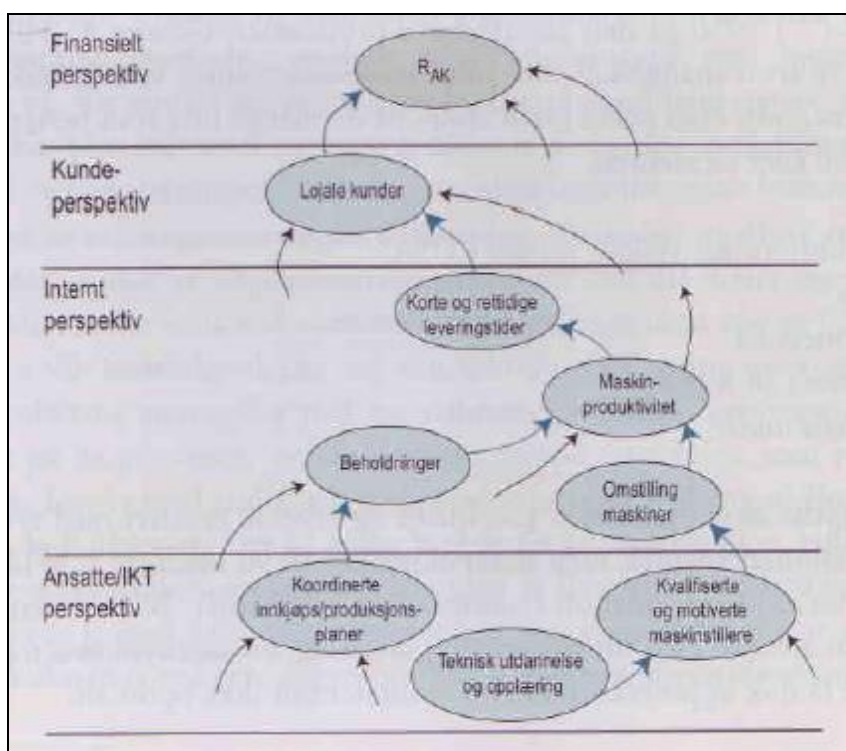 Finansielt
perspektiv
R_AK
Kunde-
perspektiv
Lojale kunder
Internt
perspektiv
Korte og rettidige
leveringstider
Maskin-
produktivitet
Beholdninger
Omstilling
maskiner
Ansatte/IKT
perspektiv
Koordinerte
innkjøps/produksjons-
planer
Kvalifiserte
og motiverte
maskinstillere
Teknisk utdannelse
og opplæring